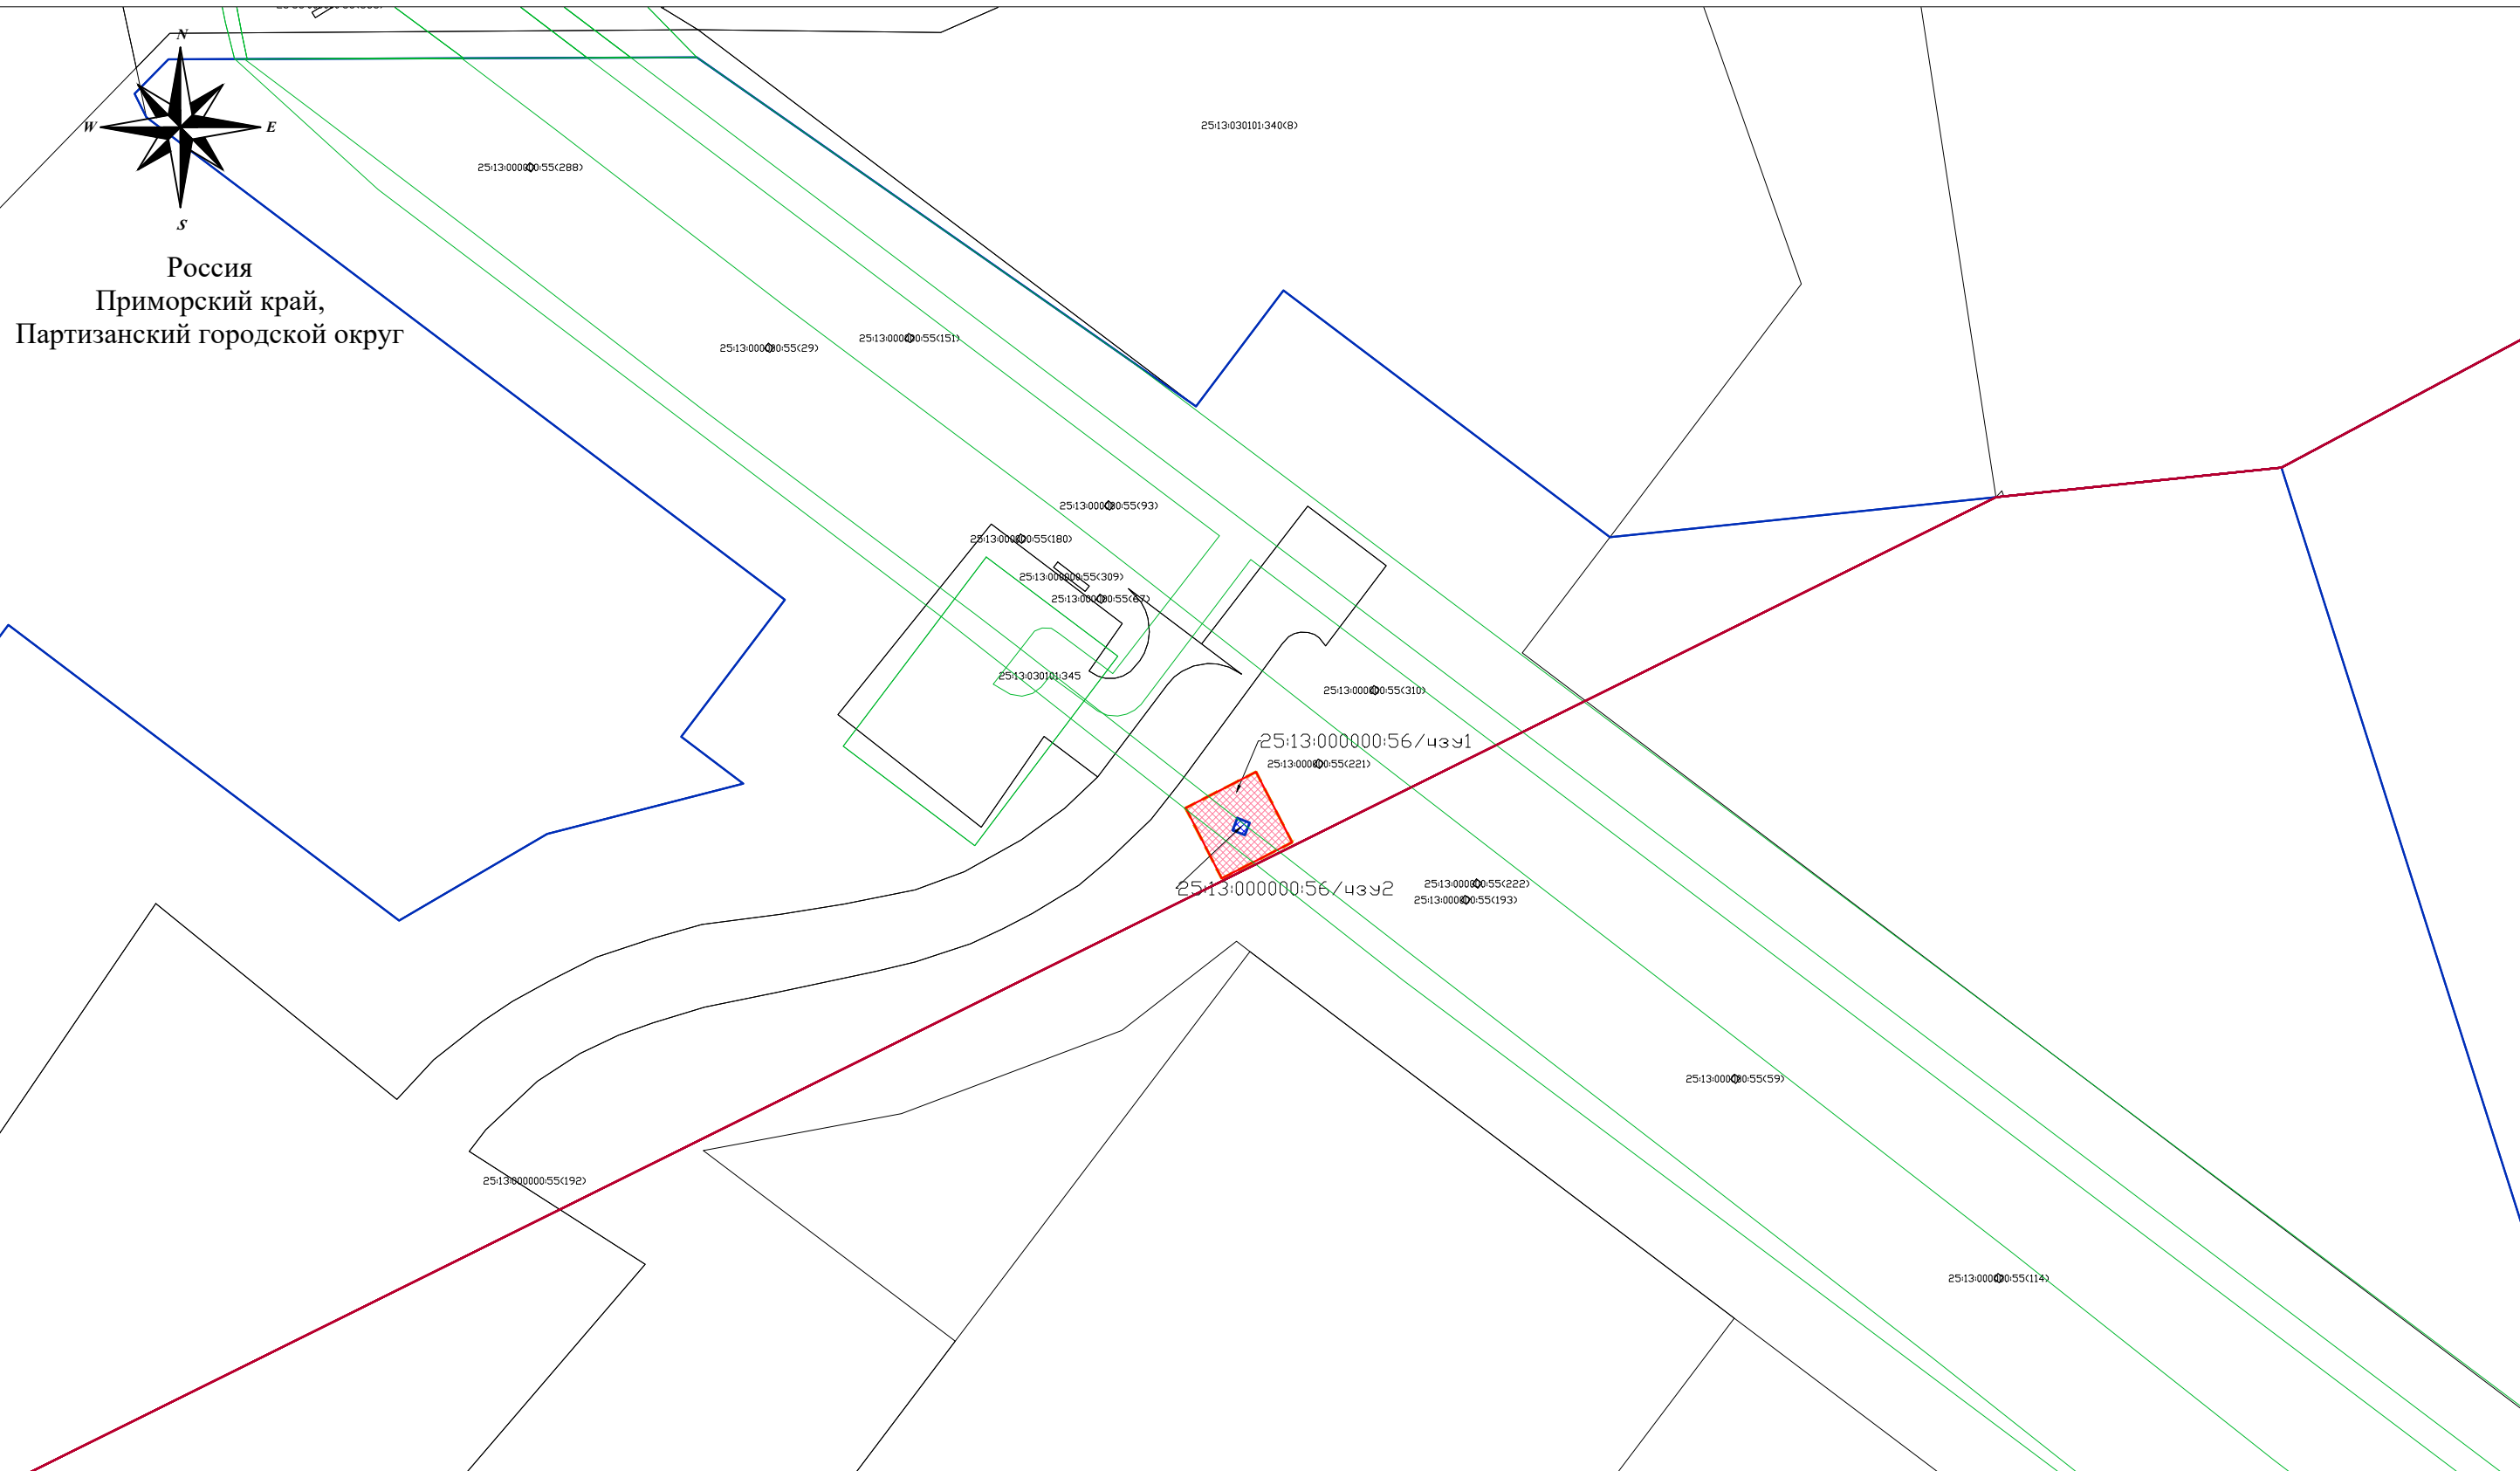 N
W
E
S
Россия
Приморский край,
Партизанский городской округ
25:13:030101:340(8)
25:13:000000:55(288)
25:13:000000:55(151)
25:13:000000:55(29)
25:13:000000:55(93)
25:13:000000:55(180)
25:13:000000:55(309)
25:13:000000:55(67)
25:13:030101:345
25:13:000000:55(310)
25:13:000000:56/чзу1
25:13:000000:55(221)
25:13:000000:56/чзу2
25:13:000000:55(222)
25:13:000000:55(193)
25:13:000000:55(59)
25:13:000000:55(192)
25:13:000000:55(114)